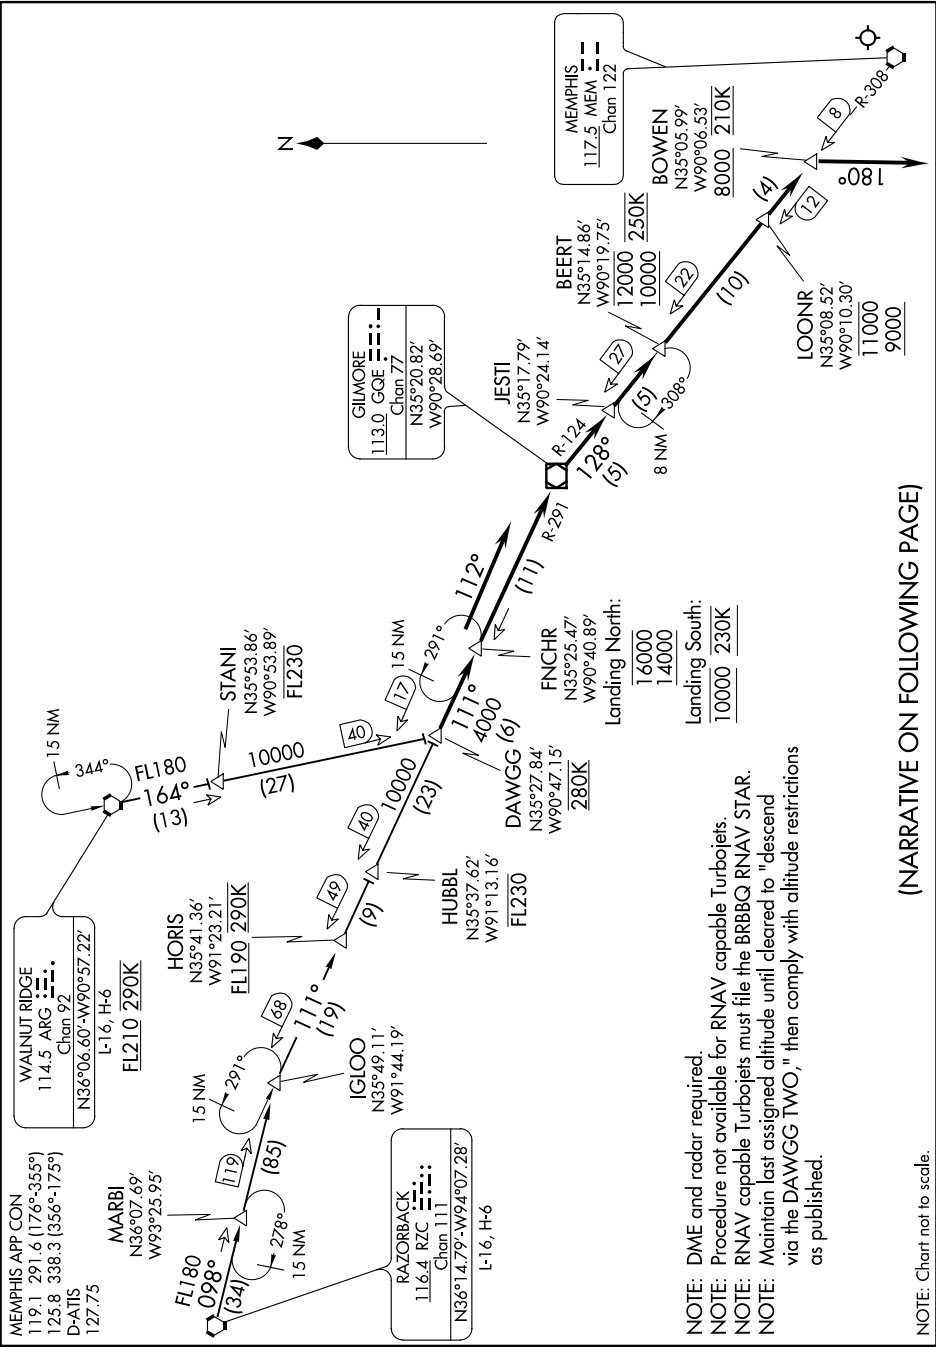 MEMPHIS APP CON
119.1 291.6 (176°-355°)
125.8 338.3 (356°-175°)
D-ATIS
127.75
WALNUT RIDGE
114.5 ARG
Chan 92
N36°06.60'-W90°57.22'
L-16, H-6
FL210 290K
15 NM
344°
FL180
164°
(13)
STANI
N35°53.86'
W90°53.89'
FL230
10000
(27)
40
N
GILMORE
113.0 GQE
Chan 77
N35°20.82'
W90°28.69'
MEMPHIS
117.5 MEM
Chan 122
R-308
8
BOWEN
N35°05.99'
W90°06.53'
8000 210K
180°
(4)
12
LOONR
N35°08.52'
W90°10.30'
11000
9000
(10)
22
BEERT
N35°14.86'
W90°19.75'
12000 250K
10000
308°
8 NM
(5)
27
JESTI
N35°17.79'
W90°24.14'
R-124
128°
(5)
R-291
(11)
112°
15 NM
291°
FNCHR
N35°25.47'
W90°40.89'
Landing North:
16000
14000
Landing South:
10000 230K
17
111°
4000
(6)
DAWGG
N35°27.84'
W90°47.15'
280K
10000
(23)
40
HUBBL
N35°37.62'
W91°13.16'
FL230
(9)
49
HORIS
N35°41.36'
W91°23.21'
FL190 290K
111°
(19)
68
IGLOO
N35°49.11'
W91°44.19'
15 NM
291°
119
(85)
MARBI
N36°07.69'
W93°25.95'
278°
15 NM
FL180
098°
(34)
RAZORBACK
116.4 RZC
Chan 111
N36°14.79'-W94°07.28'
L-16, H-6
NOTE: DME and radar required.
NOTE: Procedure not available for RNAV capable Turbojets.
NOTE: RNAV capable Turbojets must file the BRBBQ RNAV STAR.
NOTE: Maintain last assigned altitude until cleared to "descend
via the DAWGG TWO," then comply with altitude restrictions
as published.
(NARRATIVE ON FOLLOWING PAGE)
NOTE: Chart not to scale.